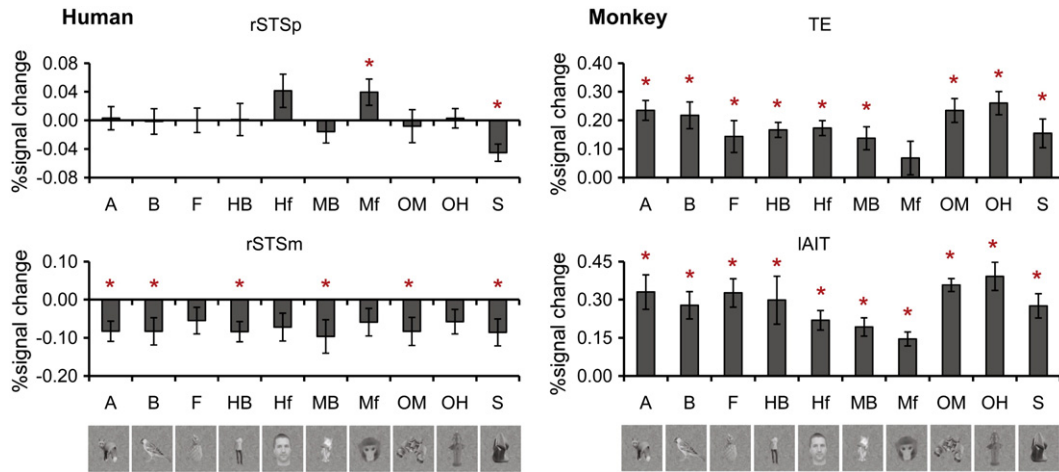 Human
rSTSp
%signal change
0.08
0.04
0.00
-0.04
-0.08
*
*
A B F HB Hf MB Mf OM OH S
rSTSm
%signal change
0.10
0.00
-0.10
-0.20
* * * * * *
A B F HB Hf MB Mf OM OH S
Monkey
TE
%signal change
0.40
0.30
0.20
0.10
0.00
* * * * * * * * *
A B F HB Hf MB Mf OM OH S
lAIT
%signal change
0.45
0.30
0.15
0.00
* * * * * * * * * *
A B F HB Hf MB Mf OM OH S